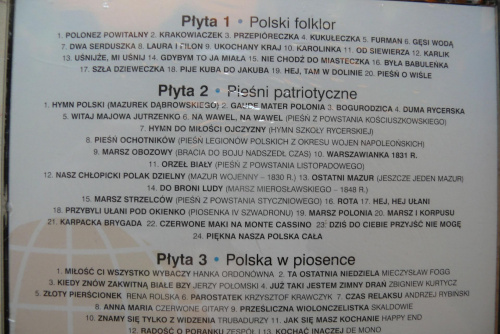 Płyta 1 • Polski folklor
1. POLONEZ POWITALNY 2. KRAKOWIACZEK 3. PRZEPIÓRECZKA 4. KUKUŁECZKA 5. FURMAN 6. GĘSI WODĄ
7. DWA SERDUSZKA 8. LAURA I FILON 9. UKOCHANY KRAJ 10. KAROLINKA 11. OD SIEWIERZA 12. KARLIK
13. UŚNIJŻE, MI UŚNIJ 14. GDYBYM TO JA MIAŁA 15. NIE CHODŹ DO MIASTECZKA 16. BYŁA BABULEŃKA
17. SZŁA DZIEWECZKA 18. PIJE KUBA DO JAKUBA 19. HEJ, TAM W DOLINIE 20. PIEŚŃ O WIŚLE
Płyta 2 • Pieśni patriotyczne
1. HYMN POLSKI (MAZUREK DĄBROWSKIEGO) 2. GAUDE MATER POLONIA 3. BOGURODZICA 4. DUMA RYCERSKA
5. WITAJ MAJOWA JUTRZENKO 6. NA WAWEL, NA WAWEL (PIEŚŃ Z POWSTANIA KOŚCIUSZKOWSKIEGO)
7. HYMN DO MIŁOŚCI OJCZYZNY (HYMN SZKOŁY RYCERSKIEJ)
8. PIEŚŃ OCHOTNIKÓW (PIEŚŃ LEGIONÓW POLSKICH Z OKRESU WOJEN NAPOLEOŃSKICH)
9. MARSZ OBOZOWY (BRACIA DO BOJU NADSZEDŁ CZAS) 10. WARSZAWIANKA 1831 R.
11. ORZEŁ BIAŁY (PIEŚŃ Z POWSTANIA LISTOPADOWEGO)
12. NASZ CHŁOPICKI POLAK DZIELNY (MAZUR WOJENNY – 1830 R.) 13. OSTATNI MAZUR (JESZCZE JEDEN MAZUR)
14. DO BRONI LUDY (MARSZ MIEROSŁAWSKIEGO – 1848 R.)
15. MARSZ STRZELCÓW (PIEŚŃ Z POWSTANIA STYCZNIOWEGO) 16. ROTA 17. HEJ, HEJ UŁANI
18. PRZYBYLI UŁANI POD OKIENKO (PIOSENKA IV SZWADRONU) 19. MARSZ POLONIA 20. MARSZ I KORPUSU
21. KARPACKA BRYGADA 22. CZERWONE MAKI NA MONTE CASSINO 23. DZIŚ DO CIEBIE PRZYJŚĆ NIE MOGĘ
24. PIĘKNA NASZA POLSKA CAŁA
Płyta 3 • Polska w piosence
1. MIŁOŚĆ CI WSZYSTKO WYBACZY HANKA ORDONÓWNA 2. TA OSTATNIA NIEDZIELA MIECZYSŁAW FOGG
3. KIEDY ZNÓW ZAKWITNĄ BIAŁE BZY JERZY POŁOMSKI 4. JUŻ TAKI JESTEM ZIMNY DRAŃ ZBIGNIEW KURTYCZ
5. ZŁOTY PIERŚCIONEK RENA ROLSKA 6. PAROSTATEK KRZYSZTOF KRAWCZYK 7. CZAS RELAKSU ANDRZEJ RYBIŃSKI
8. ANNA MARIA CZERWONE GITARY 9. PRZEŚLICZNA WIOLONCZELISTKA SKALDOWIE
10. ZNAMY SIĘ TYLKO Z WIDZENIA TRUBADURZY 11. JAK SIĘ MASZ KOCHANIE HAPPY END
12. RADOŚĆ O PORANKU 13. KOCHAĆ INACZEJ DE MONO